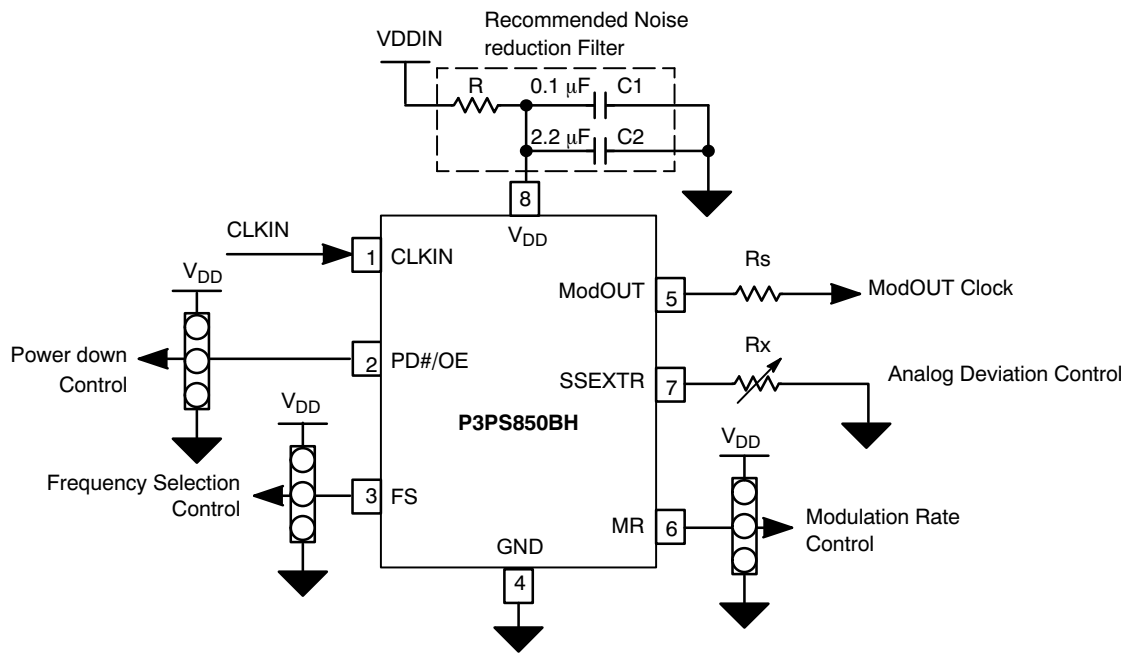 Recommended Noise
reduction Filter
VDDIN
R
0.1 μF
C1
2.2 μF
C2
8
VDD
CLKIN
1
CLKIN
VDD
Power down
Control
2
PD#/OE
VDD
Frequency Selection
Control
3
FS
P3PS850BH
GND
4
ModOUT
5
Rs
ModOUT Clock
SSEXTR
7
Rx
Analog Deviation Control
VDD
MR
6
Modulation Rate
Control